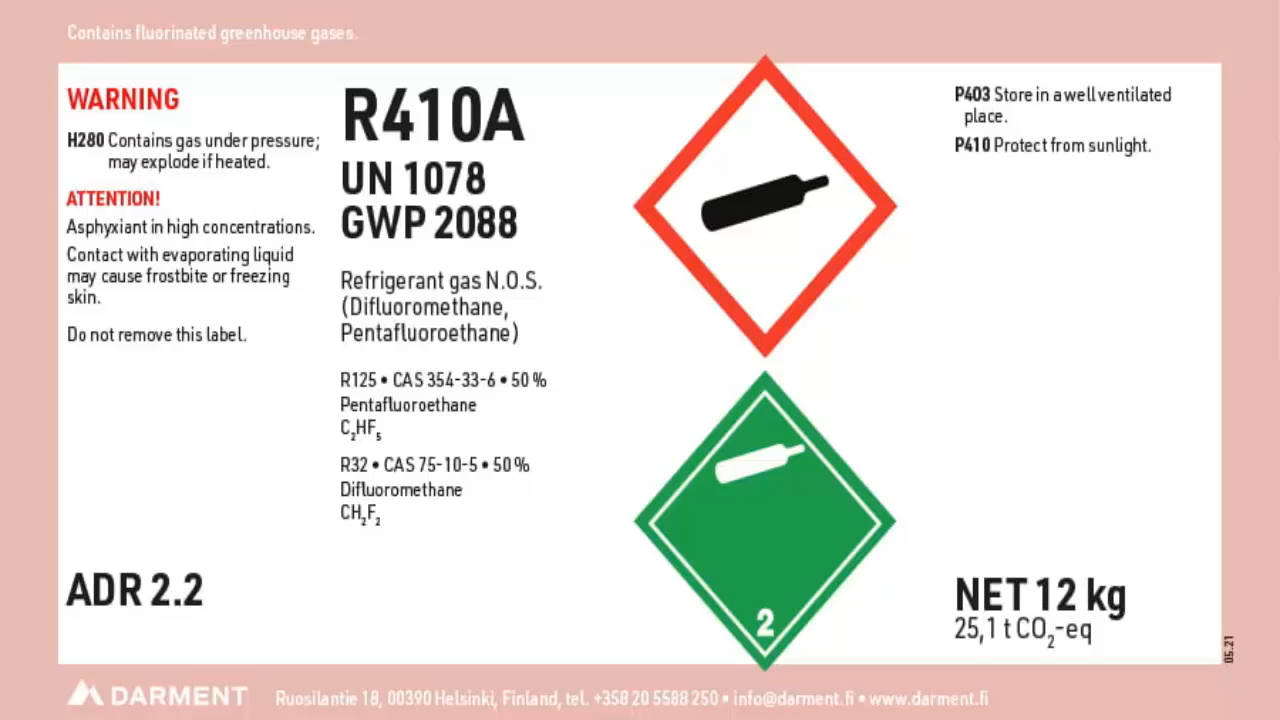 Contains fluorinated greenhouse gases.
WARNING
H280 Contains gas under pressure;
may explode if heated.
ATTENTION!
Asphyxiant in high concentrations.
Contact with evaporating liquid
may cause frostbite or freezing
skin.
Do not remove this label.
ADR 2.2
R410A
UN 1078
GWP 2088
Refrigerant gas N.O.S.
(Difluoromethane,
Pentafluoroethane)
R125 • CAS 354-33-6 • 50 %
Pentafluoroethane
C₂HF₅
R32 • CAS 75-10-5 • 50 %
Difluoromethane
CH₂F₂
2
P403 Store in a well ventilated
place.
P410 Protect from sunlight.
NET 12 kg
25,1 t CO₂-eq
05.21
DARMENT
Ruosilantie 18, 00390 Helsinki, Finland, tel. +358 20 5588 250 • info@darment.fi • www.darment.fi